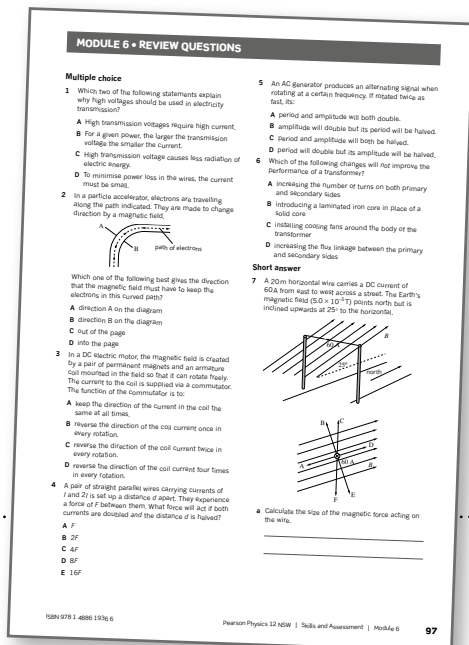 MODULE 6 • REVIEW QUESTIONS
Multiple choice
1 Which two of the following statements explain
why high voltages should be used in electricity
transmission?
A High transmission voltages require high current.
B For a given power, the larger the transmission
voltage the smaller the current.
C High transmission voltage causes less radiation of
electric energy.
D To minimise power loss in the wires, the current
must be small.
2 In a particle accelerator, electrons are travelling
along the path indicated. They are made to change
direction by a magnetic field.
A
B
path of electrons
Which one of the following best gives the direction
that the magnetic field must have to keep the
electrons in this curved path?
A direction A on the diagram
B direction B on the diagram
C out of the page
D into the page
3 In a DC electric motor, the magnetic field is created
by a pair of permanent magnets and an armature
coil mounted in the field so that it can rotate freely.
The current to the coil is supplied via a commutator.
The function of the commutator is to:
A keep the direction of the current in the coil the
same at all times.
B reverse the direction of the coil current once in
every rotation.
C reverse the direction of the coil current twice in
every rotation.
D reverse the direction of the coil current four times
in every rotation.
4 A pair of straight parallel wires carrying currents of
I and 2I is set up a distance d apart. They experience
a force of F between them. What force will act if both
currents are doubled and the distance d is halved?
A F
B 2F
C 4F
D 8F
E 16F
5 An AC generator produces an alternating signal when
rotating at a certain frequency. If rotated twice as
fast, its:
A period and amplitude will both double.
B amplitude will double but its period will be halved.
C period and amplitude will both be halved.
D period will double but its amplitude will be halved.
6 Which of the following changes will not improve the
performance of a transformer?
A increasing the number of turns on both primary
and secondary sides
B introducing a laminated iron core in place of a
solid core
C installing cooling fans around the body of the
transformer
D increasing the flux linkage between the primary
and secondary sides
Short answer
7 A 20 m horizontal wire carries a DC current of
60 A from east to west across a street. The Earth's
magnetic field (5.0 × 10⁻⁵ T) points north but is
inclined upwards at 25° to the horizontal.
60 A
B
25°
north
B
C
D
A
60 A
B
E
F
a Calculate the size of the magnetic force acting on
the wire.
ISBN 978 1 4886 1936 6
Pearson Physics 12 NSW | Skills and Assessment | Module 6
97